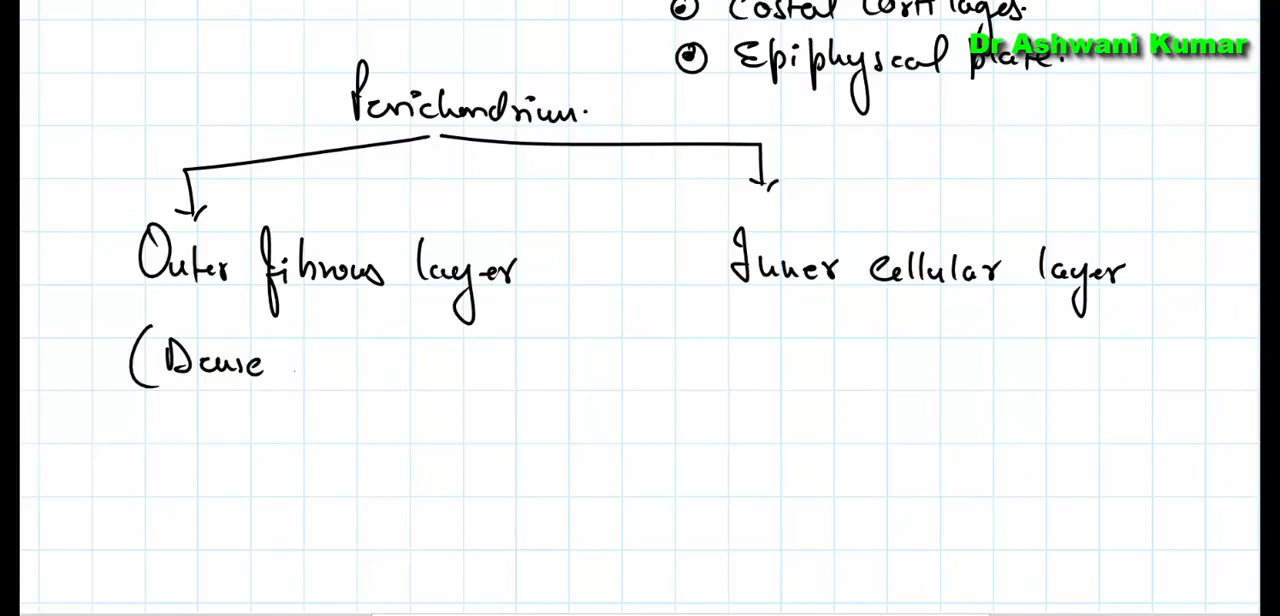 Costal Cartilages.
Epiphyseal plate.
Dr Ashwani Kumar
Perichondrium.
Outer fibrous layer
Inner cellular layer
(Dense